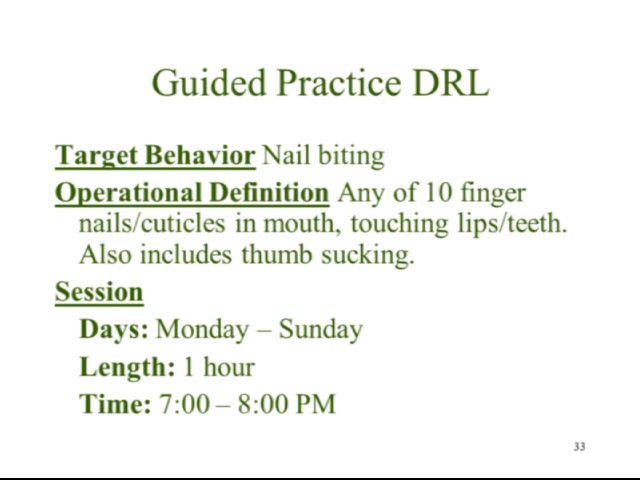 Guided Practice DRL
Target Behavior Nail biting
Operational Definition Any of 10 finger
nails/cuticles in mouth, touching lips/teeth.
Also includes thumb sucking.
Session
Days: Monday – Sunday
Length: 1 hour
Time: 7:00 – 8:00 PM
33